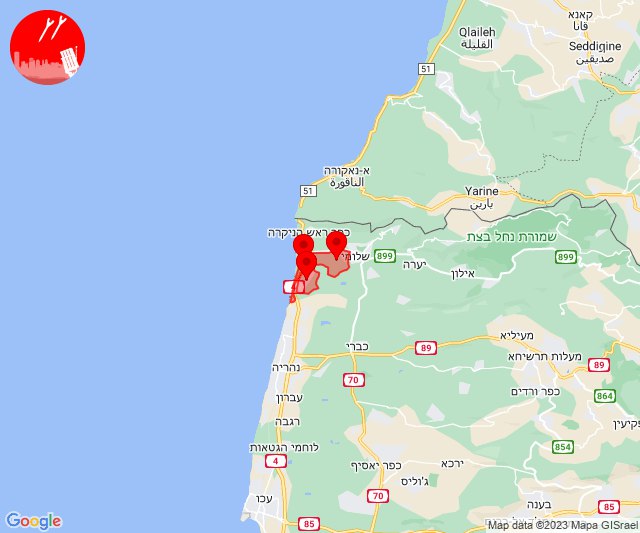 קאנא
قانا
Qlaileh
القليلة
Seddiqine
صديقين
51
א-נאקורה
الناقورة
51
Yarine
يارين
כפר ראש הניקרה
שמורת נחל בצת
899
899
יערה
אילון
4
מעיליא
כברי
89
מעלות תרשיחא
89
נהריה
70
כפר ורדים
864
עברון
רגבה
פקיעין
854
לוחמי הגטאות
4
ירכא
כפר יאסיף
ג'וליס
70
עכו
בענה
85
85
Google
Map data ©2023 Mapa GISrael